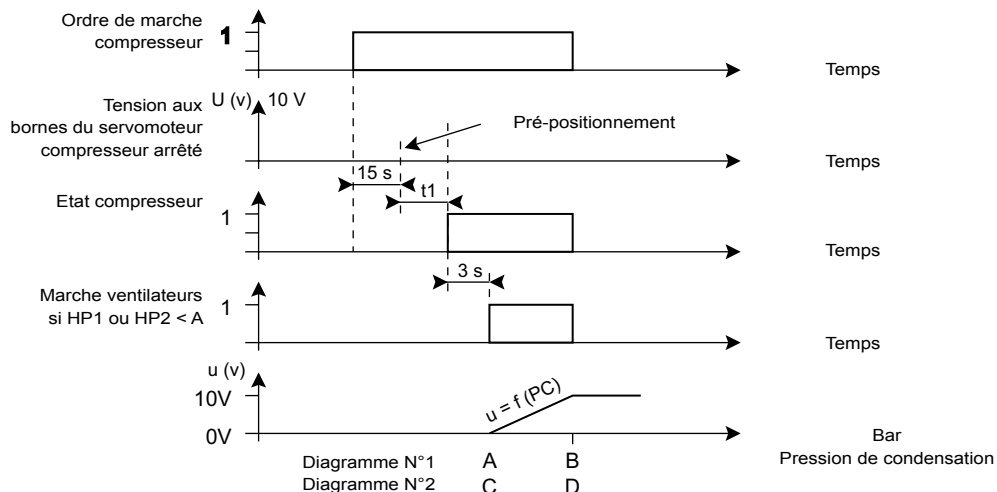 Ordre de marche
compresseur
1
Temps
Tension aux
bornes du servomoteur
compresseur arrêté
U (v)
10 V
Pré-positionnement
Temps
15 s
t1
Etat compresseur
1
Temps
3 s
Marche ventilateurs
si HP1 ou HP2 < A
1
Temps
u (v)
10V
0V
u = f (PC)
Bar
Pression de condensation
Diagramme N°1 A B
Diagramme N°2 C D